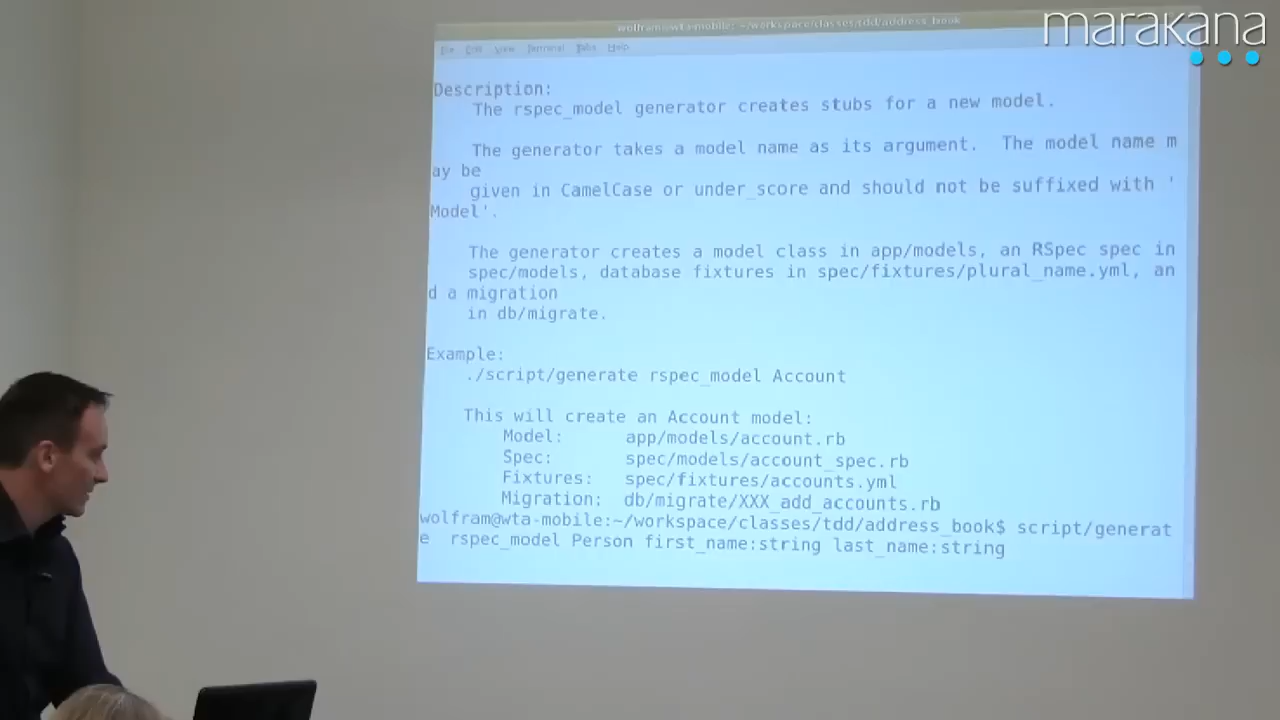 marakana
wolfram@wta-mobile: ~/workspace/classes/tdd/address_book
File Edit View Terminal Tabs Help
Description:
The rspec_model generator creates stubs for a new model.
The generator takes a model name as its argument. The model name m
ay be
given in CamelCase or under_score and should not be suffixed with '
Model'.
The generator creates a model class in app/models, an RSpec spec in
spec/models, database fixtures in spec/fixtures/plural_name.yml, an
d a migration
in db/migrate.
Example:
./script/generate rspec_model Account
This will create an Account model:
Model: app/models/account.rb
Spec: spec/models/account_spec.rb
Fixtures: spec/fixtures/accounts.yml
Migration: db/migrate/XXX_add_accounts.rb
wolfram@wta-mobile:~/workspace/classes/tdd/address_book$ script/generat
e rspec_model Person first_name:string last_name:string